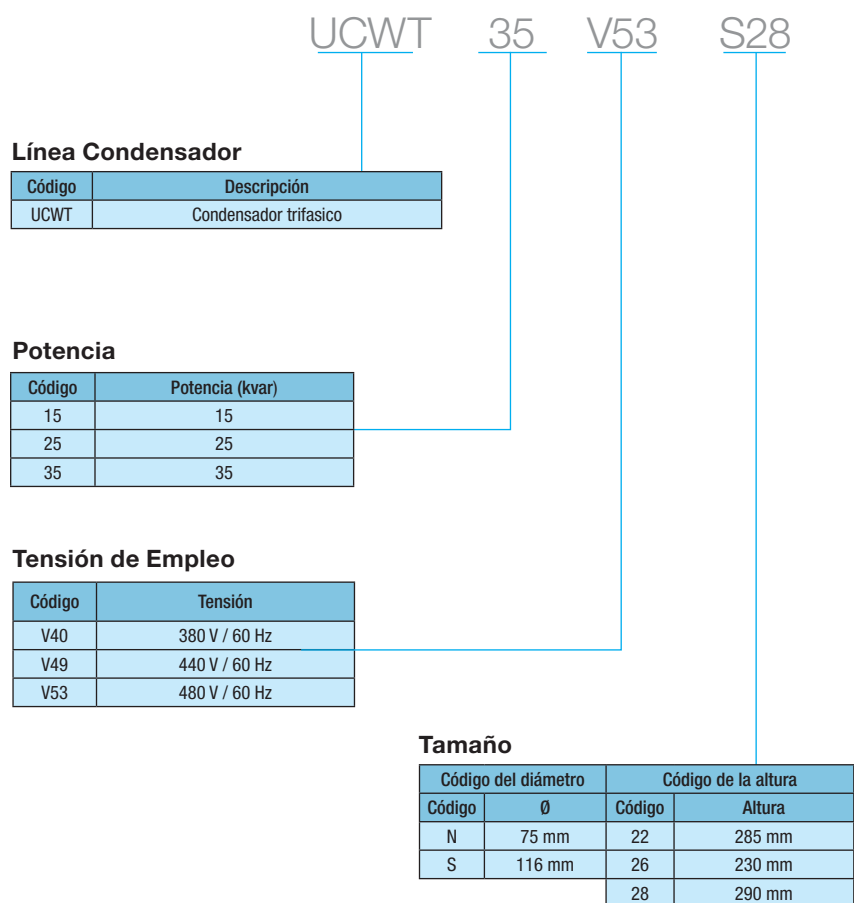 UCWT 35 V53 S28
Línea Condensador
Código Descripción
UCWT Condensador trifasico
Potencia
Código Potencia (kvar)
15 15
25 25
35 35
Tensión de Empleo
Código Tensión
V40 380 V / 60 Hz
V49 440 V / 60 Hz
V53 480 V / 60 Hz
Tamaño
Código del diámetro Código de la altura
Código Ø Código Altura
N 75 mm 22 285 mm
S 116 mm 26 230 mm
28 290 mm